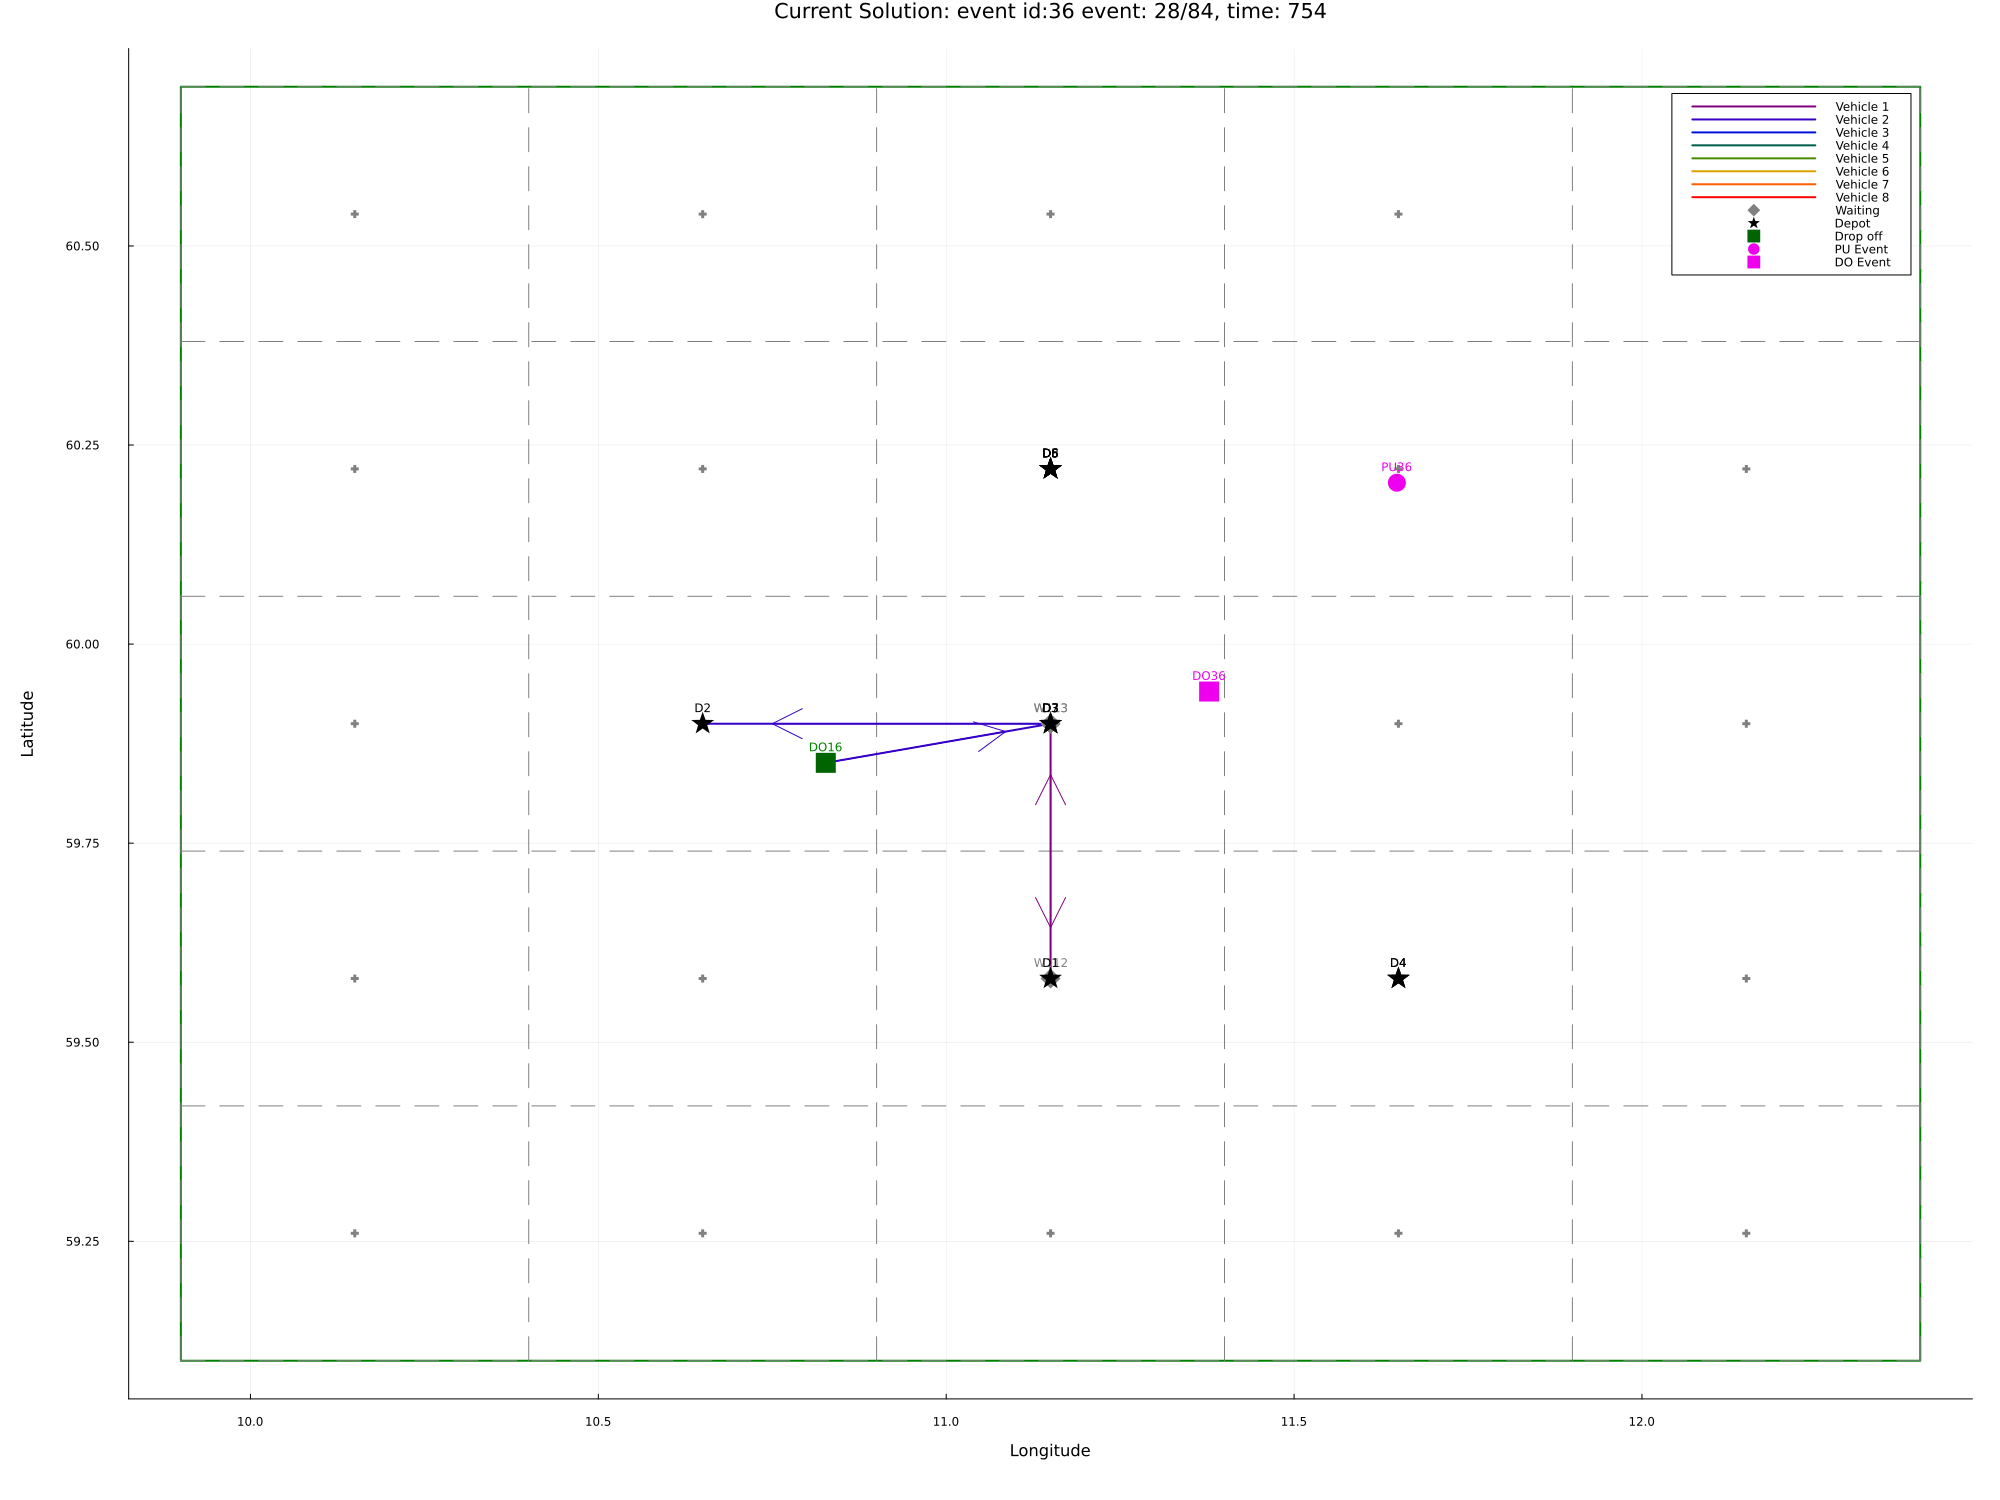 Current Solution: event id:36 event: 28/84, time: 754
Vehicle 1
Vehicle 2
Vehicle 3
Vehicle 4
Vehicle 5
Vehicle 6
Vehicle 7
Vehicle 8
Waiting
Depot
Drop off
PU Event
DO Event
60.50
60.25
60.00
59.75
59.50
59.25
PU36
DO36
D2
DO16
D1
D4
10.0
10.5
11.0
11.5
12.0
Longitude
Latitude